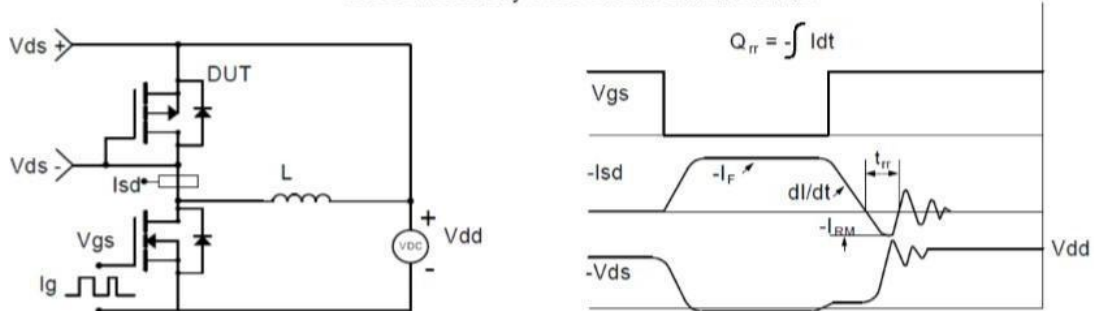 Vds +
DUT
Vds -
Isd
L
+
VDC
Vdd
-
Vgs
Ig
Qrr = -∫ Idt
Vgs
-Isd
-IF
dI/dt
trr
-IRM
Vdd
-Vds